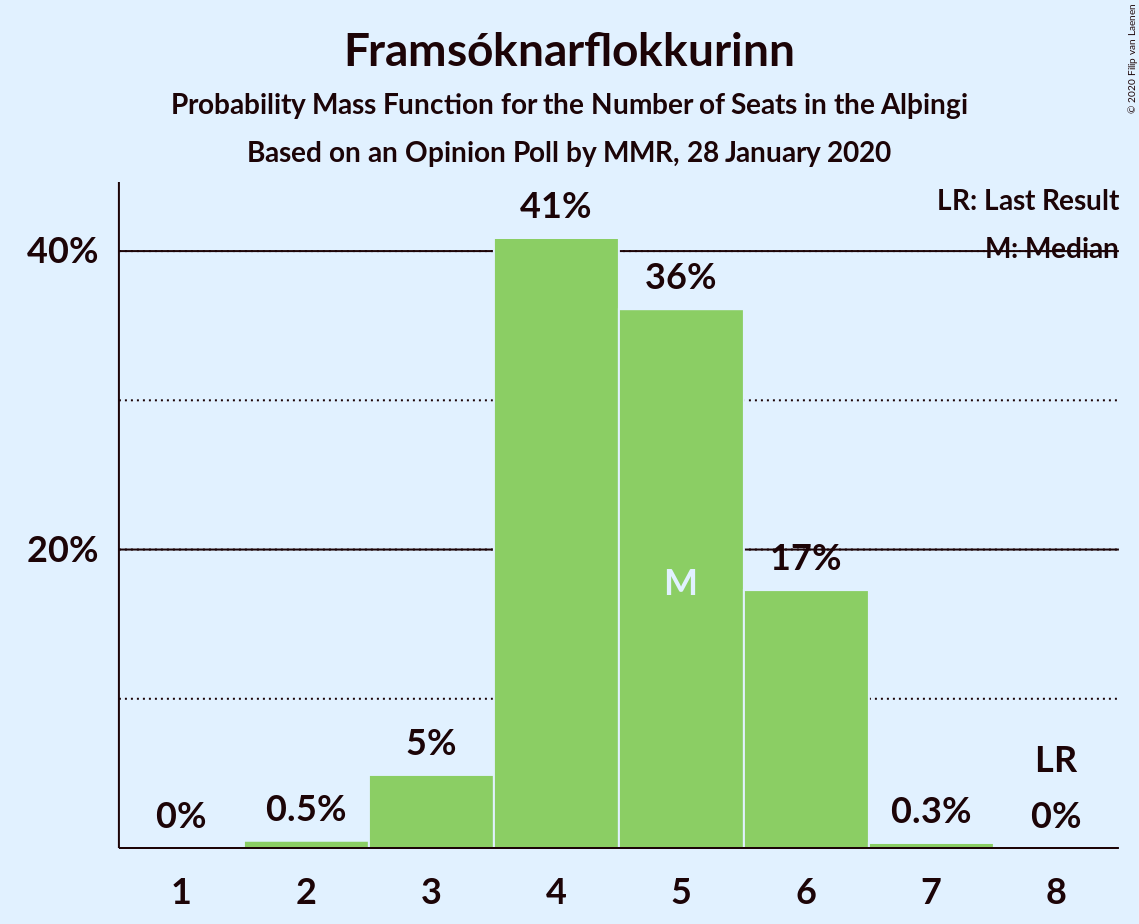 Framsóknarflokkurinn
Probability Mass Function for the Number of Seats in the Alþingi
Based on an Opinion Poll by MMR, 28 January 2020
© 2020 Filip van Laenen
LR: Last Result
M: Median
40%
20%
0%
0.5%
5%
41%
36%
M
17%
0.3%
LR
0%
1 2 3 4 5 6 7 8